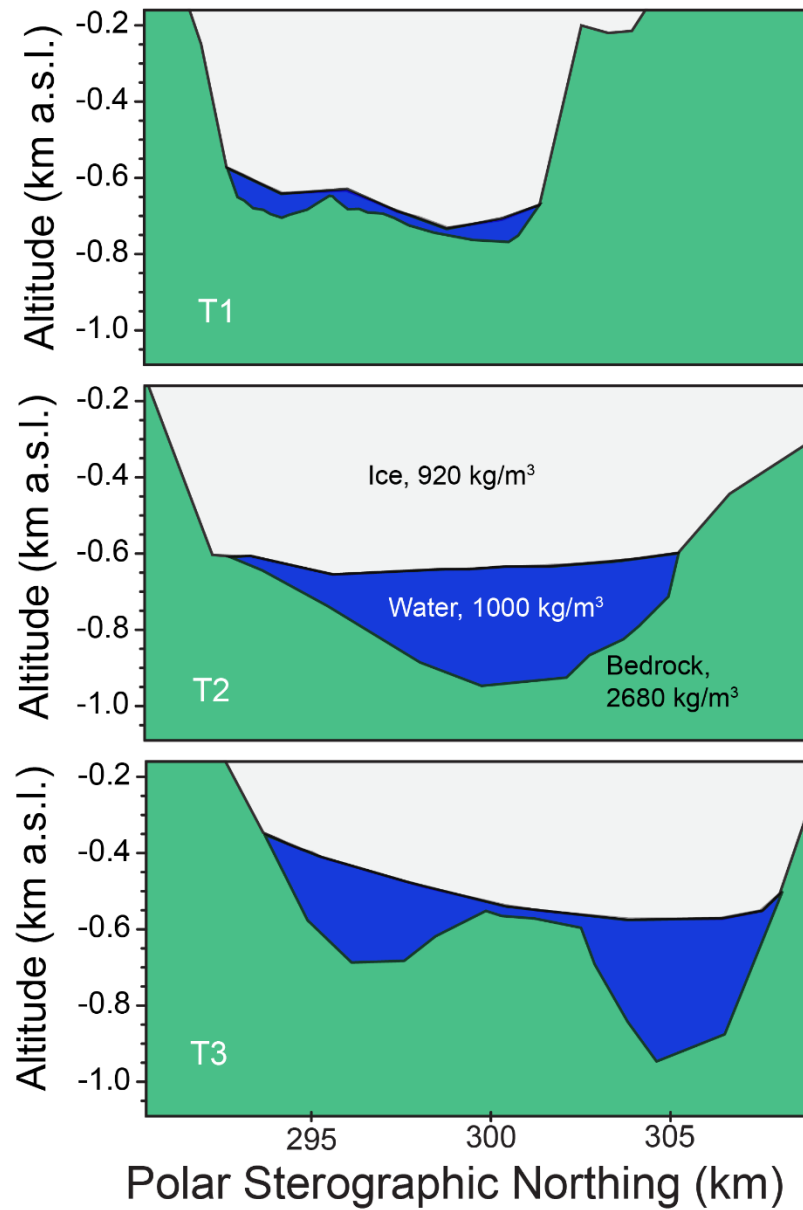 Altitude (km a.s.l.)
-0.2
-0.4
-0.6
-0.8
-1.0
T1
Altitude (km a.s.l.)
-0.2
-0.4
-0.6
-0.8
-1.0
Ice, 920 kg/m³
Water, 1000 kg/m³
Bedrock,
2680 kg/m³
T2
Altitude (km a.s.l.)
-0.2
-0.4
-0.6
-0.8
-1.0
T3
295 300 305
Polar Sterographic Northing (km)